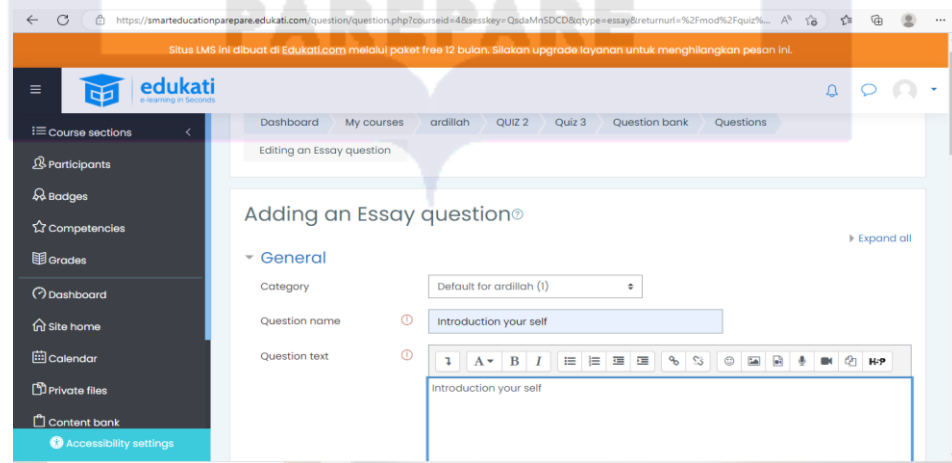 PAREPARE
https://smarteducationparepare.edukati.com/question/question.php?courseid=4&sesskey=QsdaMnSDCD&qtype=essay&returnurl=%2Fmod%2Fquiz%...
Situs LMS ini dibuat di Edukati.com melalui paket free 12 bulan. Silakan upgrade layanan untuk menghilangkan pesan ini.
edukati
e-learning in Seconds
Dashboard My courses ardillah QUIZ 2 Quiz 3 Question bank Questions
Editing an Essay question
Course sections
Participants
Badges
Competencies
Grades
Dashboard
Site home
Calendar
Private files
Content bank
Accessibility settings
Adding an Essay question
Expand all
General
Category Default for ardillah (1)
Question name Introduction your self
Question text
A B I H-P
Introduction your self